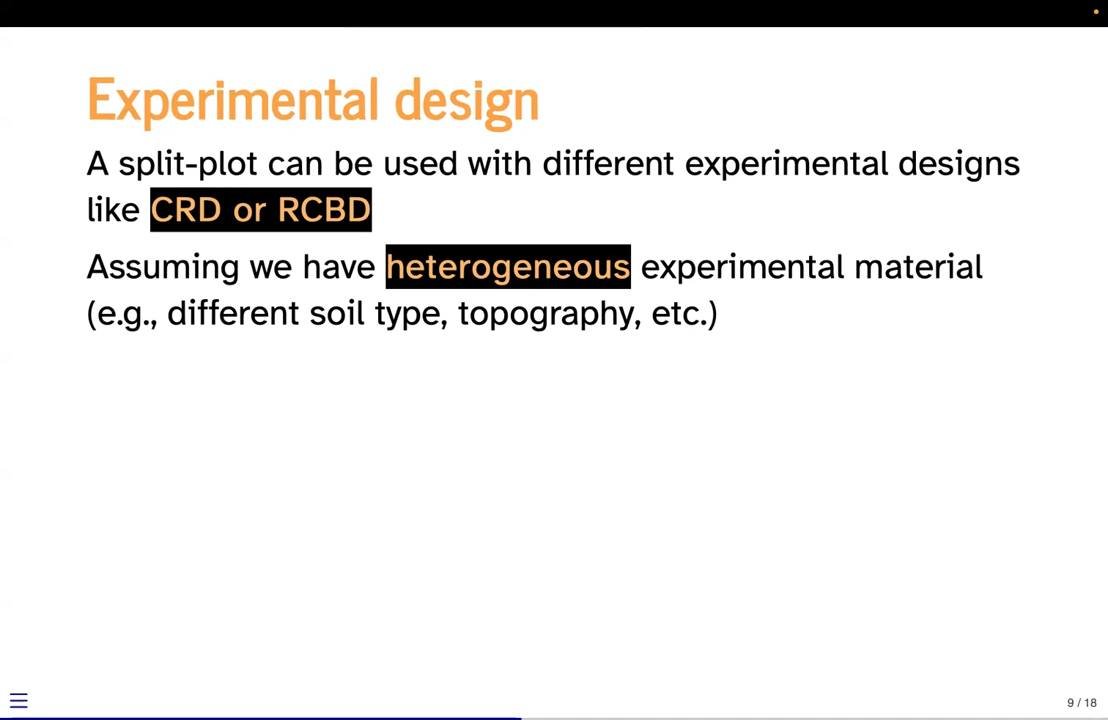 Experimental design
A split-plot can be used with different experimental designs
like CRD or RCBD
Assuming we have heterogeneous experimental material
(e.g., different soil type, topography, etc.)
9 / 18